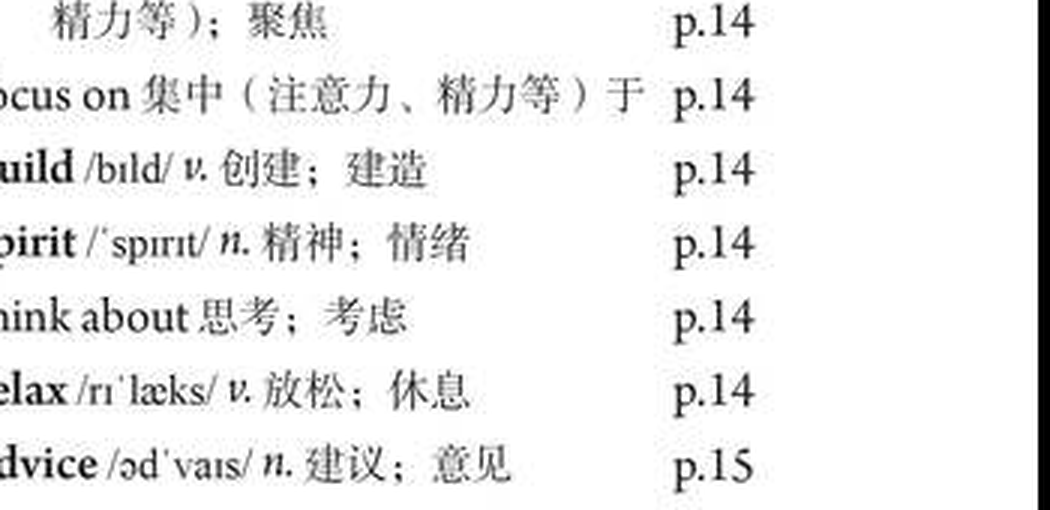 精力等）；聚焦 p.14
ocus on 集中（注意力、精力等）于 p.14
uild /bɪld/ v. 创建；建造 p.14
pirit /ˈspɪrɪt/ n. 精神；情绪 p.14
hink about 思考；考虑 p.14
elax /rɪˈlæks/ v. 放松；休息 p.14
dvice /ədˈvaɪs/ n. 建议；意见 p.15